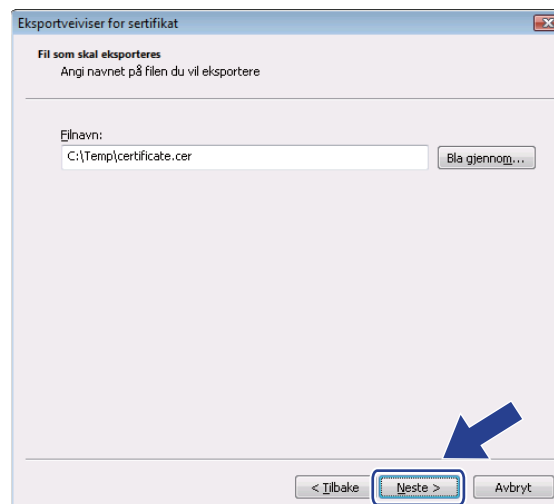 Eksportveiviser for sertifikat
Fil som skal eksporteres
Angi navnet på filen du vil eksportere
Filnavn:
C:\Temp\certificate.cer
Bla gjennom...
< Tilbake
Neste >
Avbryt